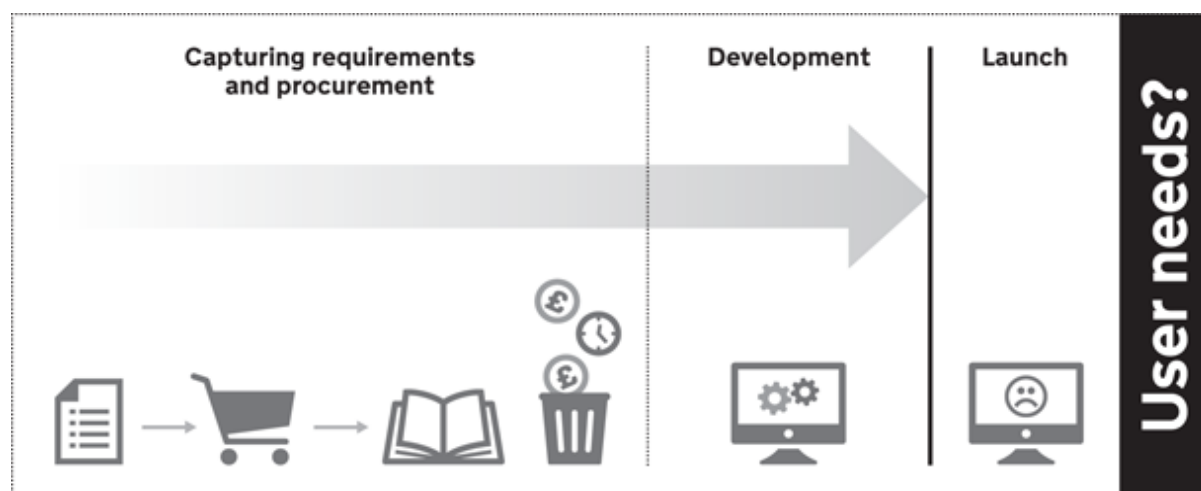 Capturing requirements
and procurement
Development
Launch
User needs?
£
£